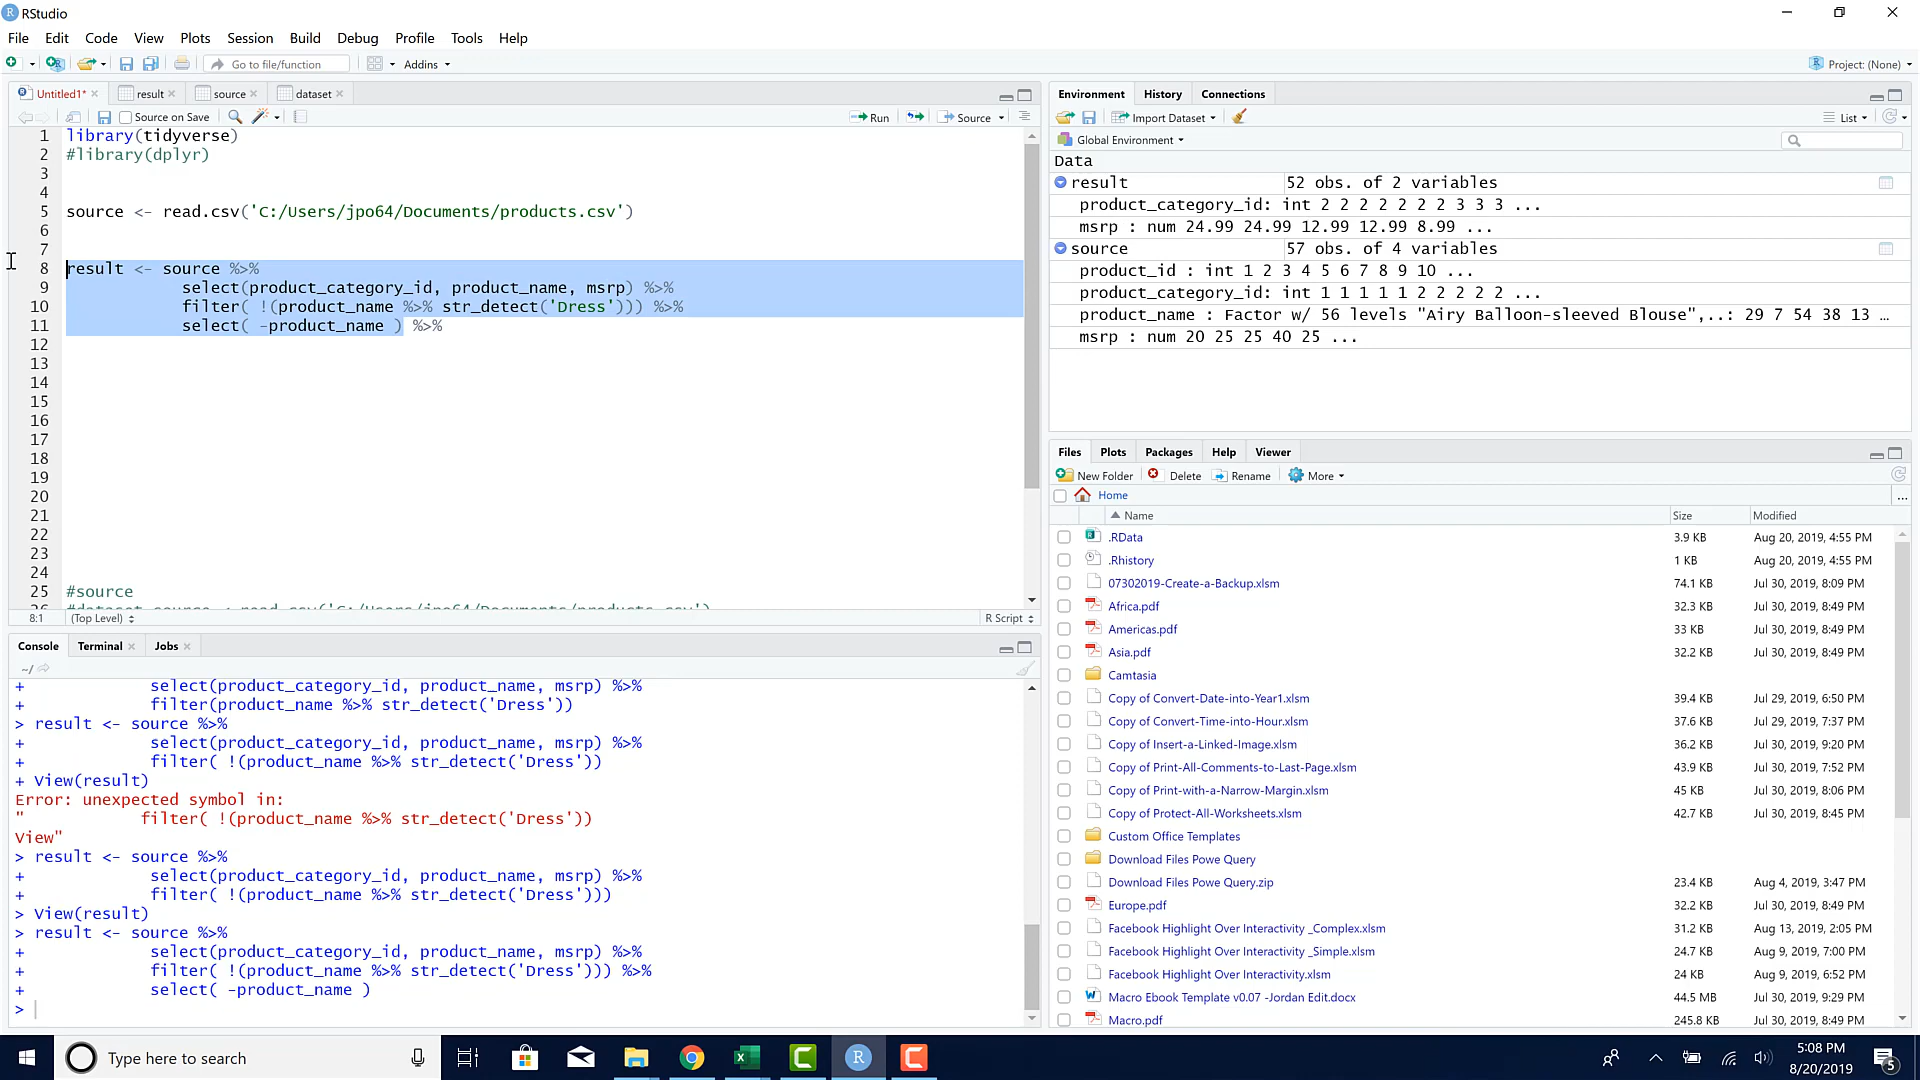 RStudio
File Edit Code View Plots Session Build Debug Profile Tools Help
Go to file/function Addins Project: (None)
Untitled1* result source dataset
Source on Save Run Source
1 library(tidyverse)
2 #library(dplyr)
3
4
5 source <- read.csv('C:/Users/jpo64/Documents/products.csv')
6
7
8 result <- source %>%
9 select(product_category_id, product_name, msrp) %>%
10 filter( !(product_name %>% str_detect('Dress'))) %>%
11 select( -product_name ) %>%
12
13
14
15
16
17
18
19
20
21
22
23
24
25 #source
26 #dataset_source < read.csv('C:/Users/jpo64/Documents/products.csv')
8:1 (Top Level) R Script
Console Terminal Jobs
~/
+ select(product_category_id, product_name, msrp) %>%
+ filter(product_name %>% str_detect('Dress'))
> result <- source %>%
+ select(product_category_id, product_name, msrp) %>%
+ filter( !(product_name %>% str_detect('Dress'))
+ View(result)
Error: unexpected symbol in:
" filter( !(product_name %>% str_detect('Dress'))
View"
> result <- source %>%
+ select(product_category_id, product_name, msrp) %>%
+ filter( !(product_name %>% str_detect('Dress')))
> View(result)
> result <- source %>%
+ select(product_category_id, product_name, msrp) %>%
+ filter( !(product_name %>% str_detect('Dress'))) %>%
+ select( -product_name )
>
Environment History Connections
Import Dataset List
Global Environment
Data
result 52 obs. of 2 variables
product_category_id: int 2 2 2 2 2 2 2 3 3 3 ...
msrp : num 24.99 24.99 12.99 12.99 8.99 ...
source 57 obs. of 4 variables
product_id : int 1 2 3 4 5 6 7 8 9 10 ...
product_category_id: int 1 1 1 1 1 2 2 2 2 2 ...
product_name : Factor w/ 56 levels "Airy Balloon-sleeved Blouse",..: 29 7 54 38 13 …
msrp : num 20 25 25 40 25 ...
Files Plots Packages Help Viewer
New Folder Delete Rename More
Home ...
Name Size Modified
.RData 3.9 KB Aug 20, 2019, 4:55 PM
.Rhistory 1 KB Aug 20, 2019, 4:55 PM
07302019-Create-a-Backup.xlsm 74.1 KB Jul 30, 2019, 8:09 PM
Africa.pdf 32.3 KB Jul 30, 2019, 8:49 PM
Americas.pdf 33 KB Jul 30, 2019, 8:49 PM
Asia.pdf 32.2 KB Jul 30, 2019, 8:49 PM
Camtasia
Copy of Convert-Date-into-Year1.xlsm 39.4 KB Jul 29, 2019, 6:50 PM
Copy of Convert-Time-into-Hour.xlsm 37.6 KB Jul 29, 2019, 7:37 PM
Copy of Insert-a-Linked-Image.xlsm 36.2 KB Jul 30, 2019, 9:20 PM
Copy of Print-All-Comments-to-Last-Page.xlsm 43.9 KB Jul 30, 2019, 7:52 PM
Copy of Print-with-a-Narrow-Margin.xlsm 45 KB Jul 30, 2019, 8:06 PM
Copy of Protect-All-Worksheets.xlsm 42.7 KB Jul 30, 2019, 8:45 PM
Custom Office Templates
Download Files Powe Query
Download Files Powe Query.zip 23.4 KB Aug 4, 2019, 3:47 PM
Europe.pdf 32.2 KB Jul 30, 2019, 8:49 PM
Facebook Highlight Over Interactivity _Complex.xlsm 31.2 KB Aug 13, 2019, 2:05 PM
Facebook Highlight Over Interactivity _Simple.xlsm 24.7 KB Aug 9, 2019, 7:00 PM
Facebook Highlight Over Interactivity.xlsm 24 KB Aug 9, 2019, 6:52 PM
Macro Ebook Template v0.07 -Jordan Edit.docx 44.5 MB Jul 30, 2019, 9:29 PM
Macro.pdf 245.8 KB Jul 30, 2019, 8:49 PM
Type here to search
5:08 PM
8/20/2019
5